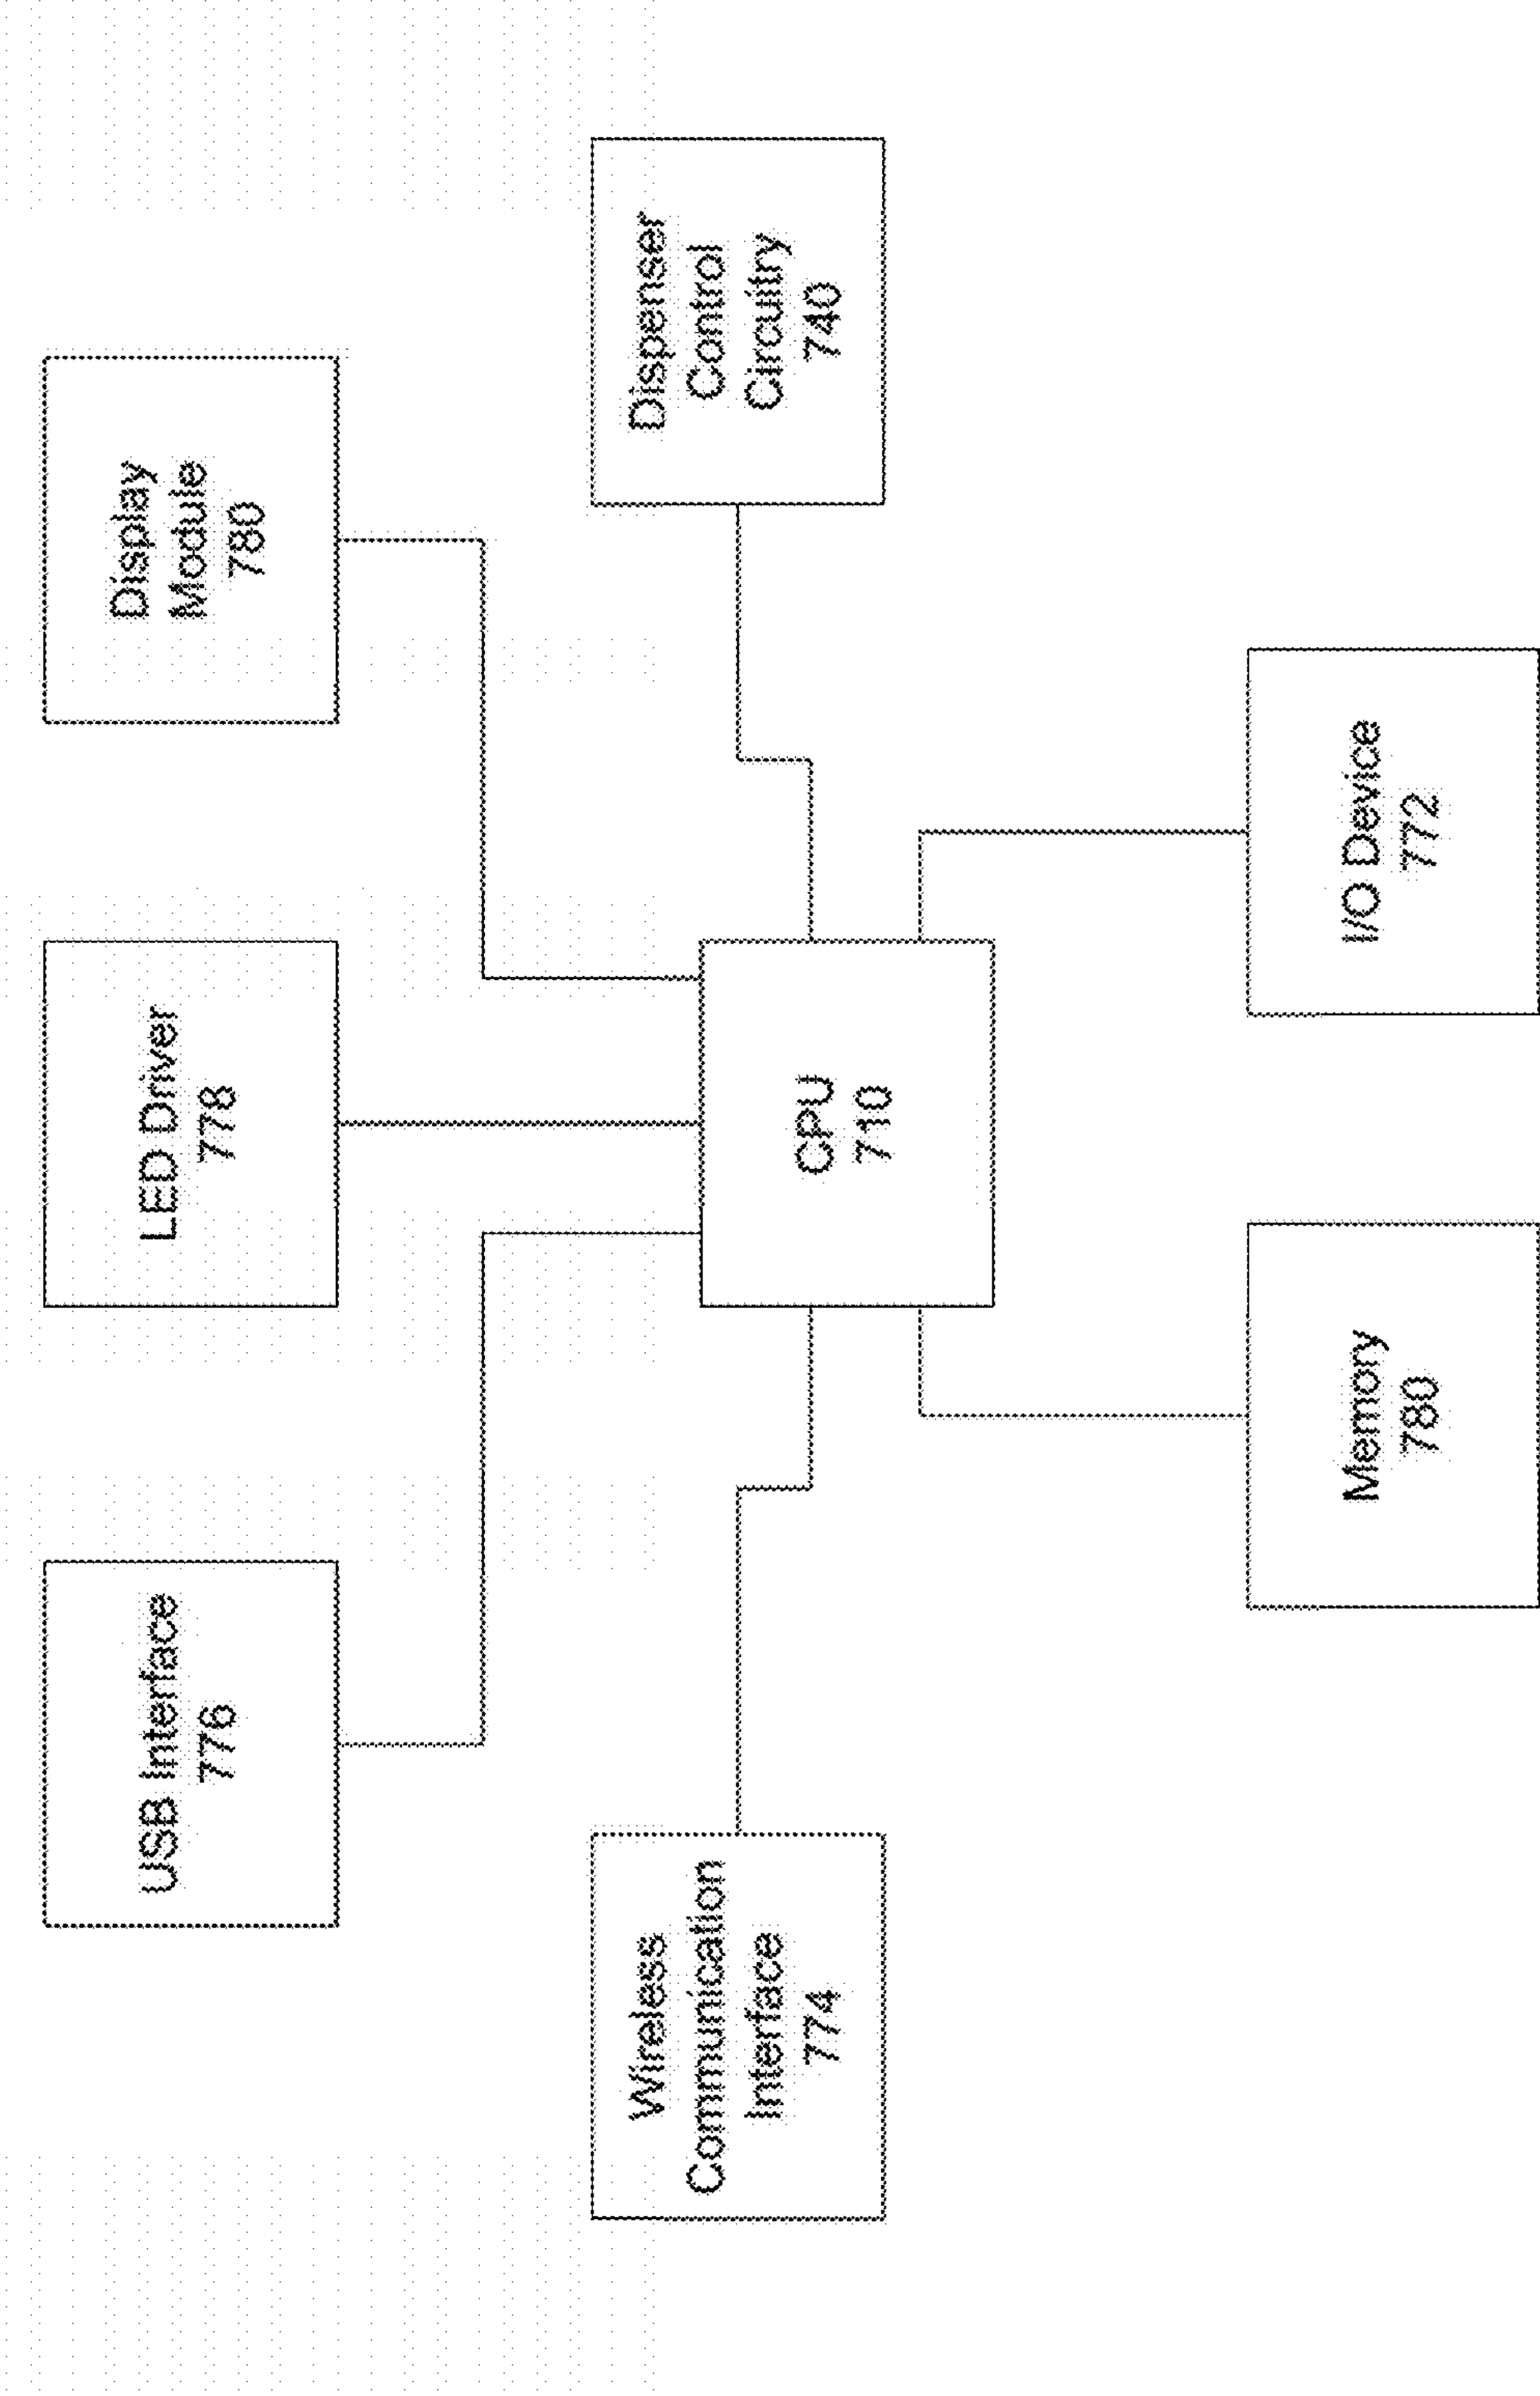 USB Interface
776
LED Driver
778
Display
Module
780
Wireless
Communication
Interface
774
Dispenser
Control
Circuitry
740
CPU
710
Memory
780
I/O Device
772